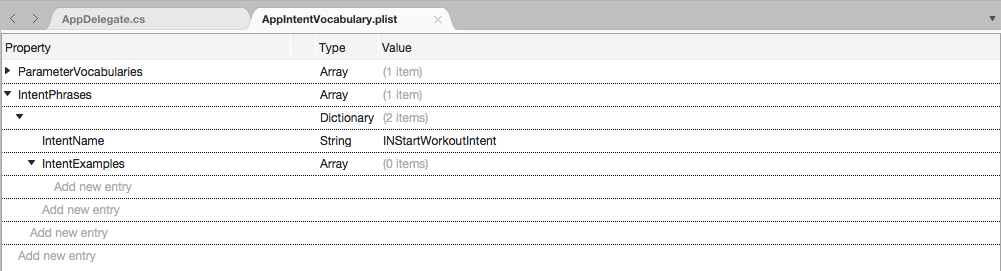 AppDelegate.cs AppIntentVocabulary.plist
Property Type Value
ParameterVocabularies Array (1 item)
IntentPhrases Array (1 item)
Dictionary (2 items)
IntentName String INStartWorkoutIntent
IntentExamples Array (0 items)
Add new entry
Add new entry
Add new entry
Add new entry